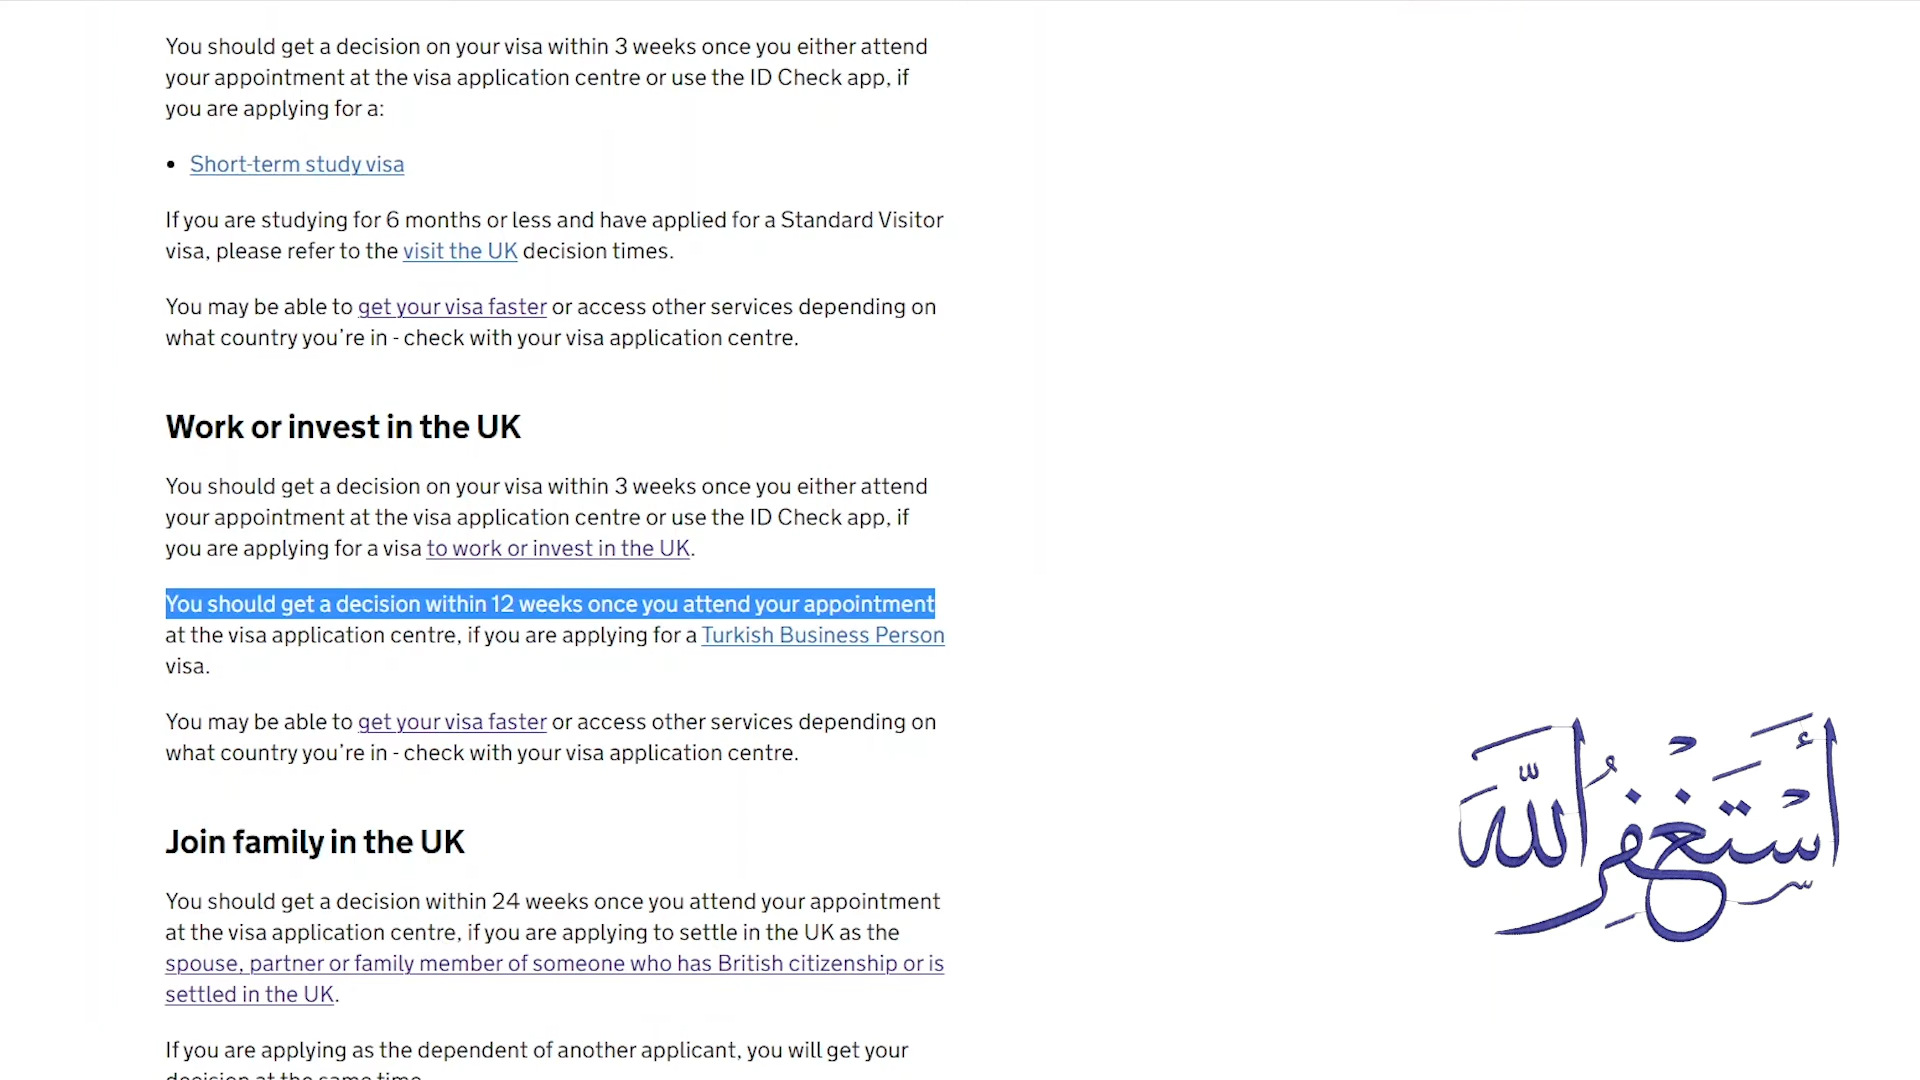 You should get a decision on your visa within 3 weeks once you either attend
your appointment at the visa application centre or use the ID Check app, if
you are applying for a:
• Short-term study visa
If you are studying for 6 months or less and have applied for a Standard Visitor
visa, please refer to the visit the UK decision times.
You may be able to get your visa faster or access other services depending on
what country you’re in - check with your visa application centre.
Work or invest in the UK
You should get a decision on your visa within 3 weeks once you either attend
your appointment at the visa application centre or use the ID Check app, if
you are applying for a visa to work or invest in the UK.
You should get a decision within 12 weeks once you attend your appointment
at the visa application centre, if you are applying for a Turkish Business Person
visa.
You may be able to get your visa faster or access other services depending on
what country you’re in - check with your visa application centre.
Join family in the UK
You should get a decision within 24 weeks once you attend your appointment
at the visa application centre, if you are applying to settle in the UK as the
spouse, partner or family member of someone who has British citizenship or is
settled in the UK.
If you are applying as the dependent of another applicant, you will get your
decision at the same time.
أَسْتَغْفِرُ اللَّهَ